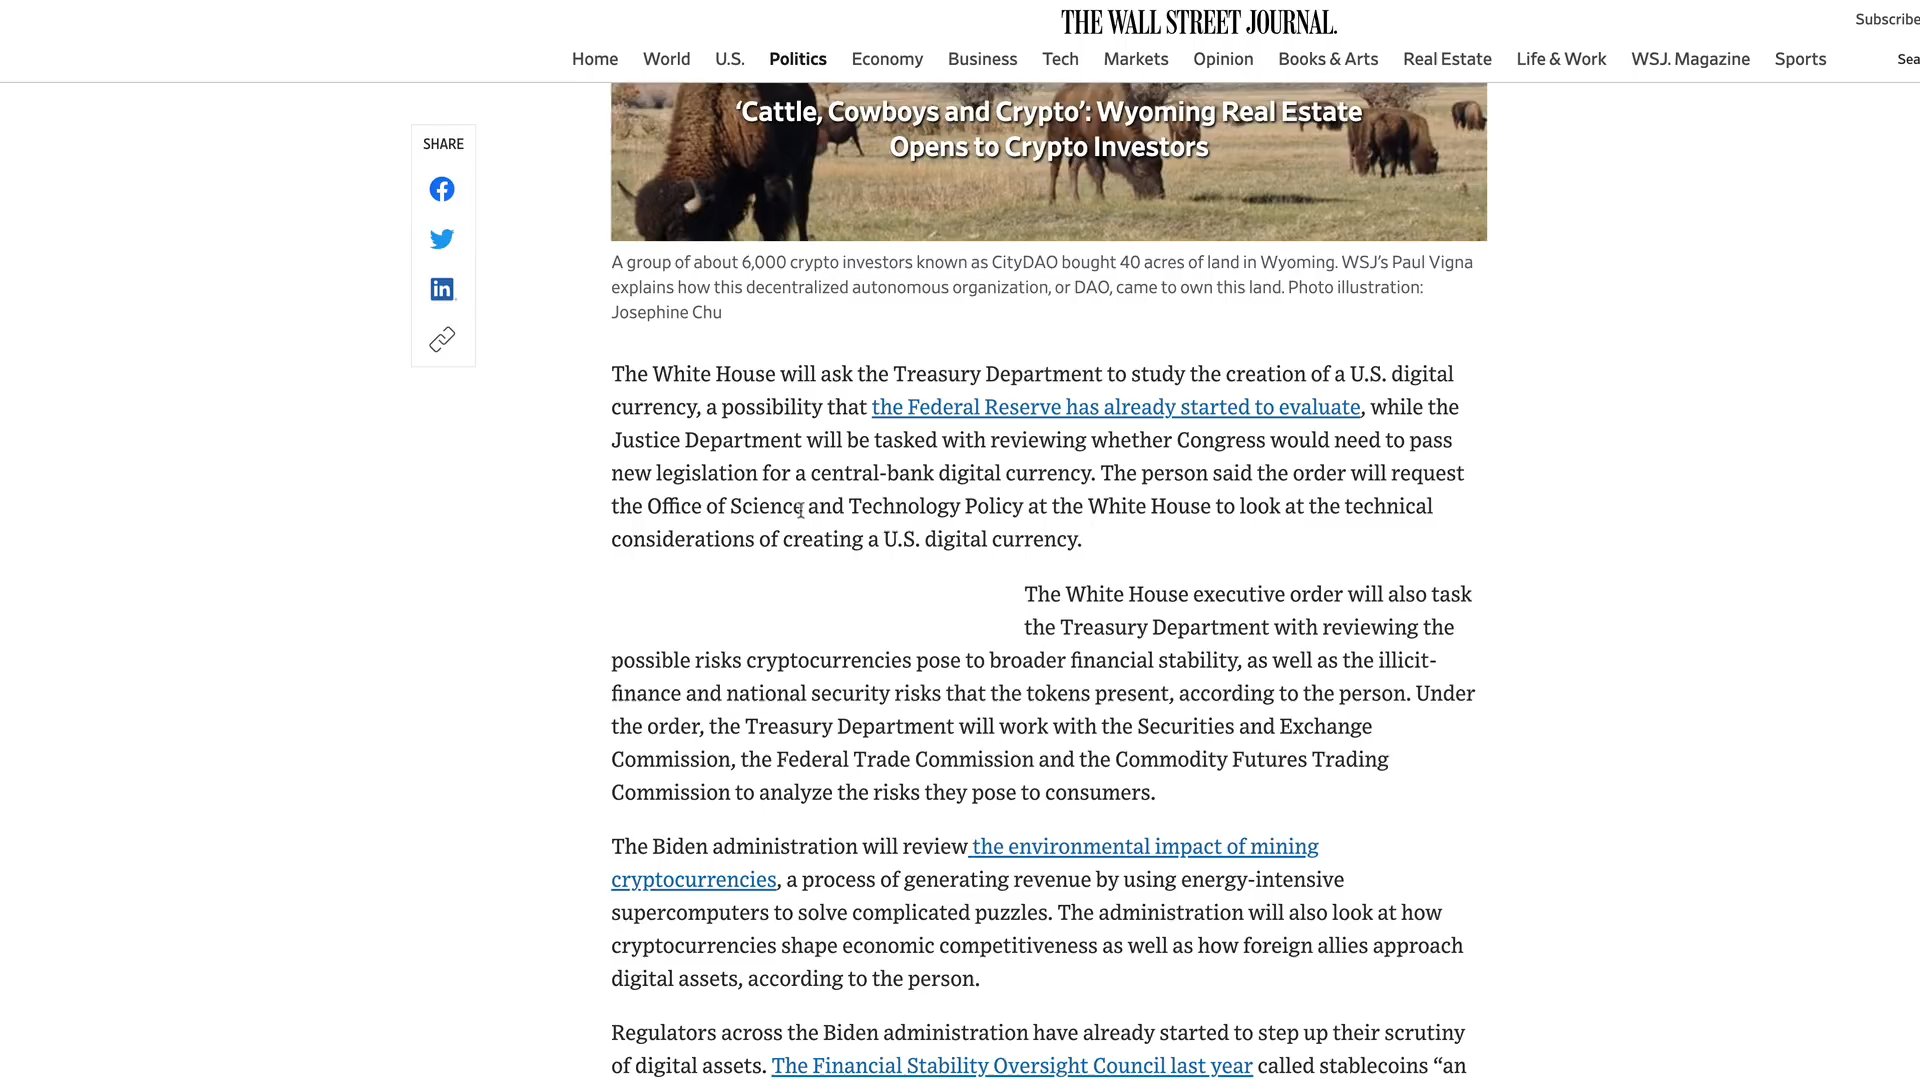 THE WALL STREET JOURNAL.
Subscribe
Home World U.S. Politics Economy Business Tech Markets Opinion Books & Arts Real Estate Life & Work WSJ. Magazine Sports
Sea
SHARE
‘Cattle, Cowboys and Crypto’: Wyoming Real Estate
Opens to Crypto Investors
A group of about 6,000 crypto investors known as CityDAO bought 40 acres of land in Wyoming. WSJ’s Paul Vigna
explains how this decentralized autonomous organization, or DAO, came to own this land. Photo illustration:
Josephine Chu
The White House will ask the Treasury Department to study the creation of a U.S. digital
currency, a possibility that the Federal Reserve has already started to evaluate, while the
Justice Department will be tasked with reviewing whether Congress would need to pass
new legislation for a central-bank digital currency. The person said the order will request
the Office of Science and Technology Policy at the White House to look at the technical
considerations of creating a U.S. digital currency.
The White House executive order will also task
the Treasury Department with reviewing the
possible risks cryptocurrencies pose to broader financial stability, as well as the illicit-
finance and national security risks that the tokens present, according to the person. Under
the order, the Treasury Department will work with the Securities and Exchange
Commission, the Federal Trade Commission and the Commodity Futures Trading
Commission to analyze the risks they pose to consumers.
The Biden administration will review the environmental impact of mining
cryptocurrencies, a process of generating revenue by using energy-intensive
supercomputers to solve complicated puzzles. The administration will also look at how
cryptocurrencies shape economic competitiveness as well as how foreign allies approach
digital assets, according to the person.
Regulators across the Biden administration have already started to step up their scrutiny
of digital assets. The Financial Stability Oversight Council last year called stablecoins “an